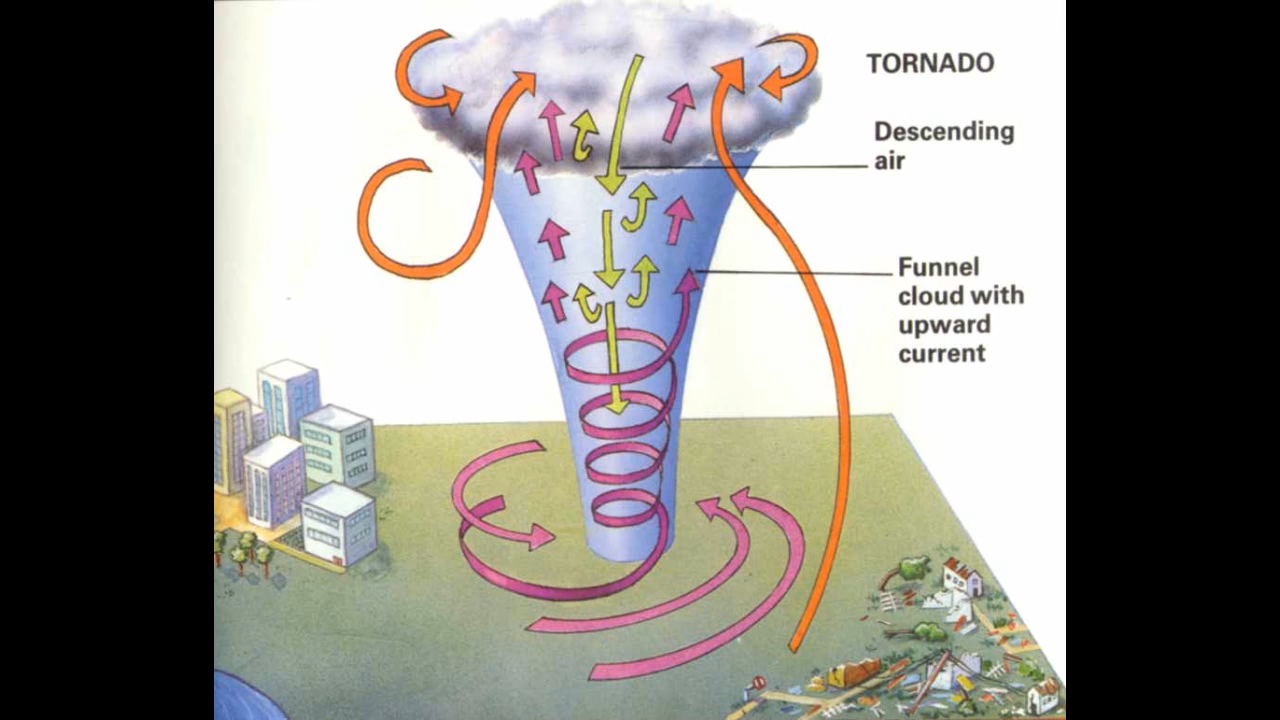 TORNADO
Descending
air
Funnel
cloud with
upward
current